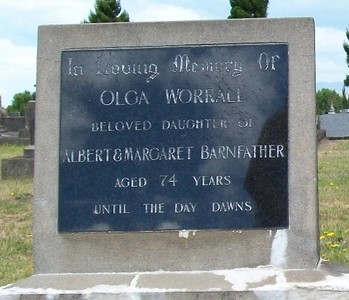 In Loving Memory Of
OLGA WORRALL
BELOVED DAUGHTER OF
ALBERT & MARGARET BARNFATHER
AGED 74 YEARS
UNTIL THE DAY DAWNS